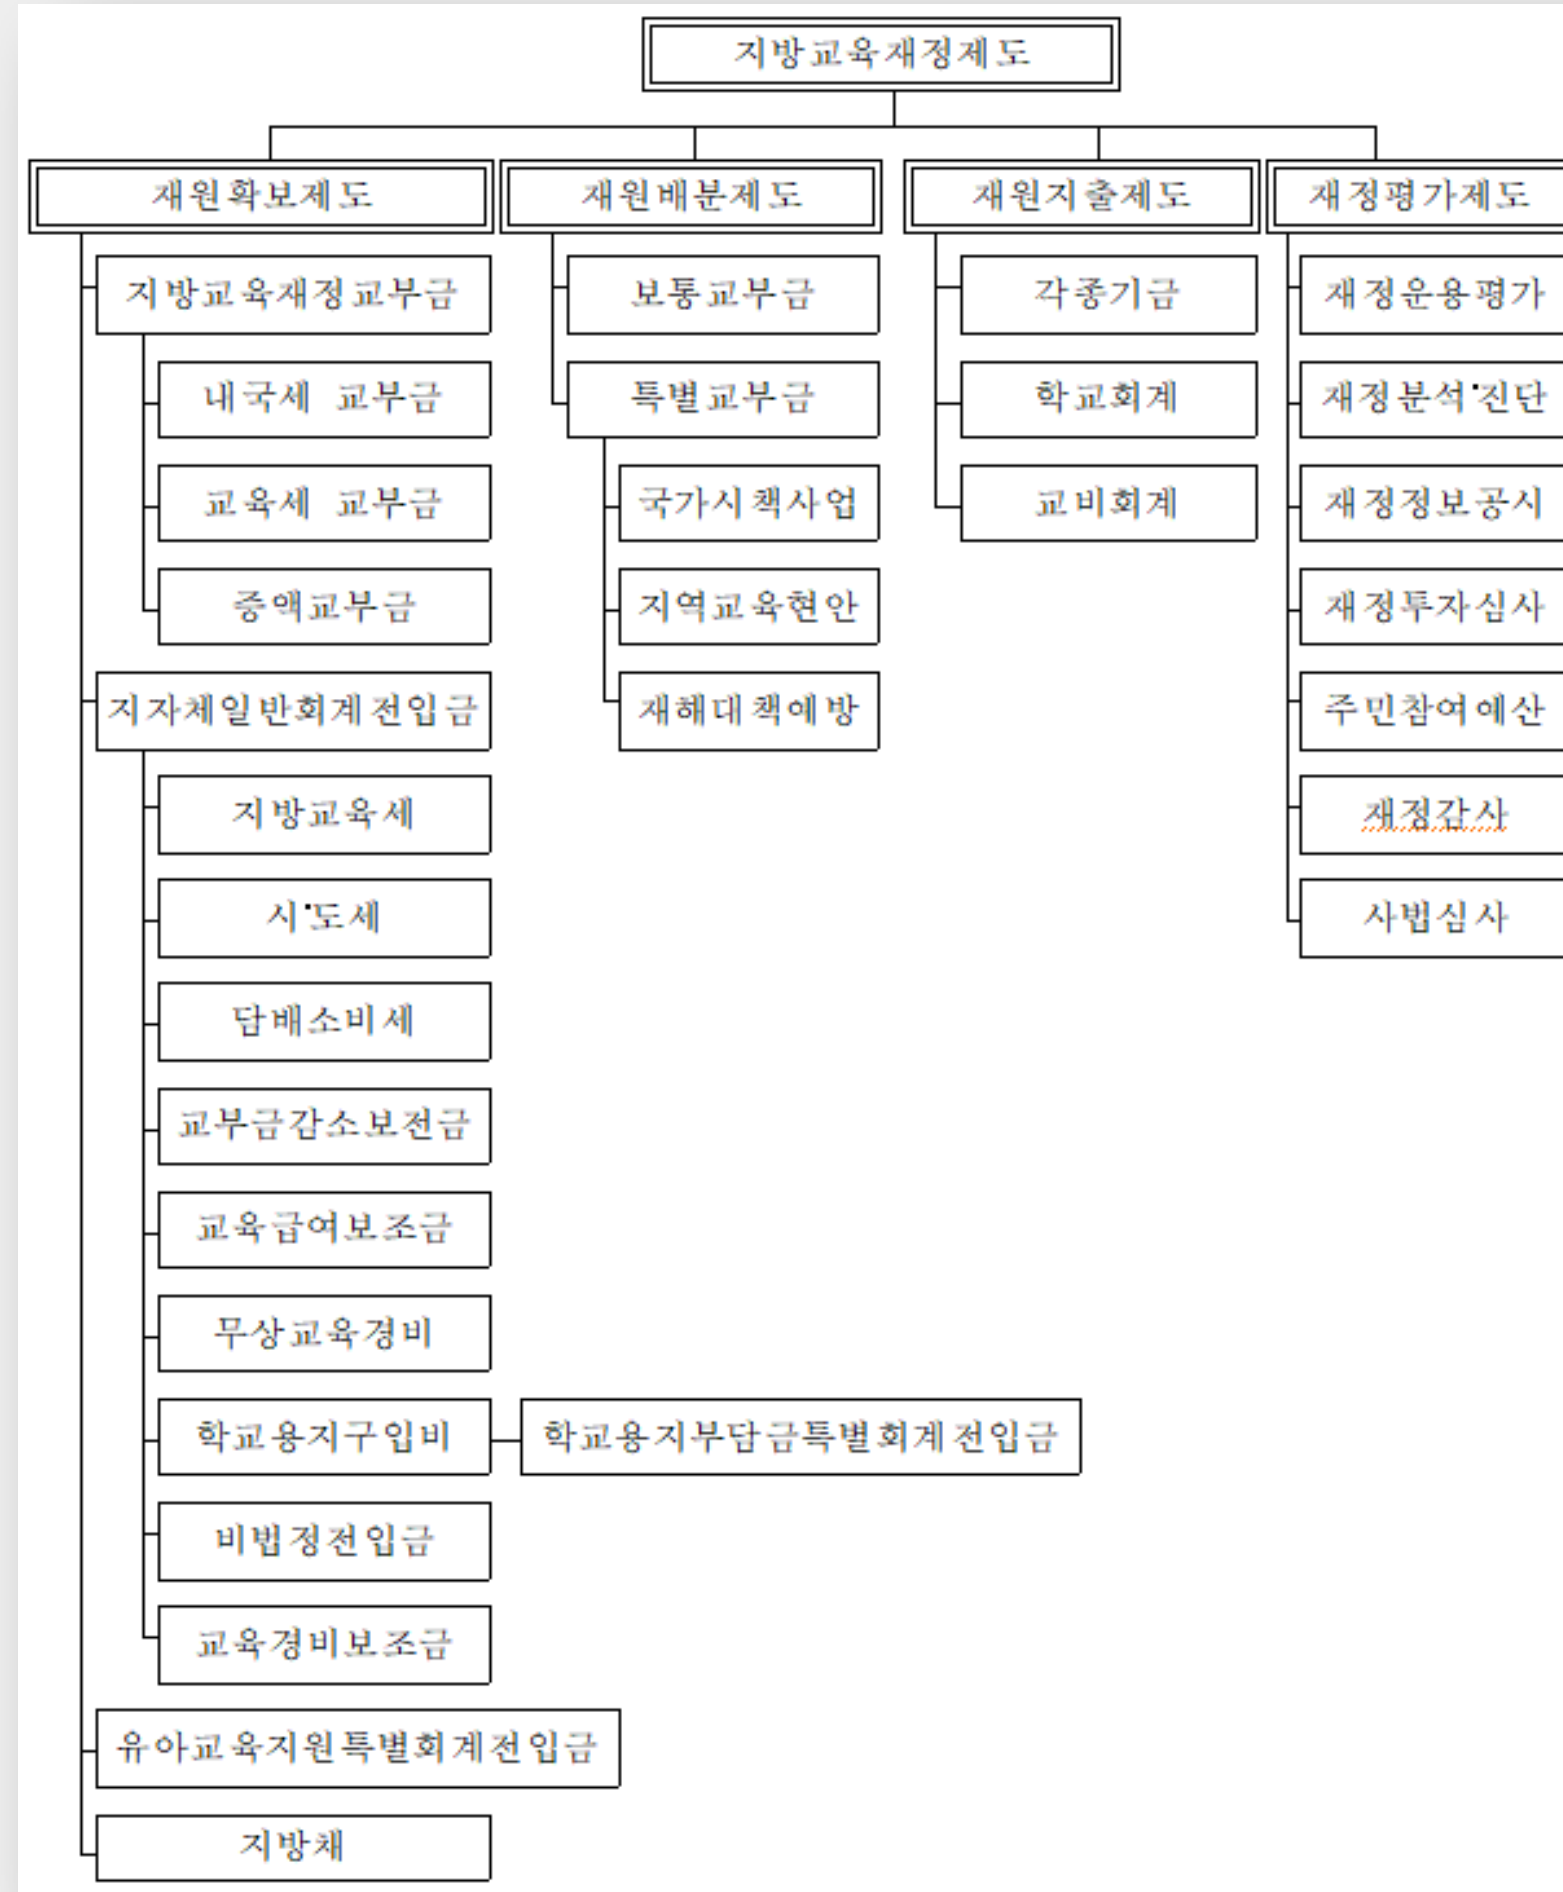 지방교육재정제도
재원확보제도
지방교육재정교부금
내국세 교부금
교육세 교부금
증액교부금
지자체일반회계전입금
지방교육세
시·도세
담배소비세
교부금감소보전금
교육급여보조금
무상교육경비
학교용지구입비
학교용지부담금특별회계전입금
비법정전입금
교육경비보조금
유아교육지원특별회계전입금
지방채
재원배분제도
보통교부금
특별교부금
국가시책사업
지역교육현안
재해대책예방
재원지출제도
각종기금
학교회계
교비회계
재정평가제도
재정운용평가
재정분석·진단
재정정보공시
재정투자심사
주민참여예산
재정감사
사법심사